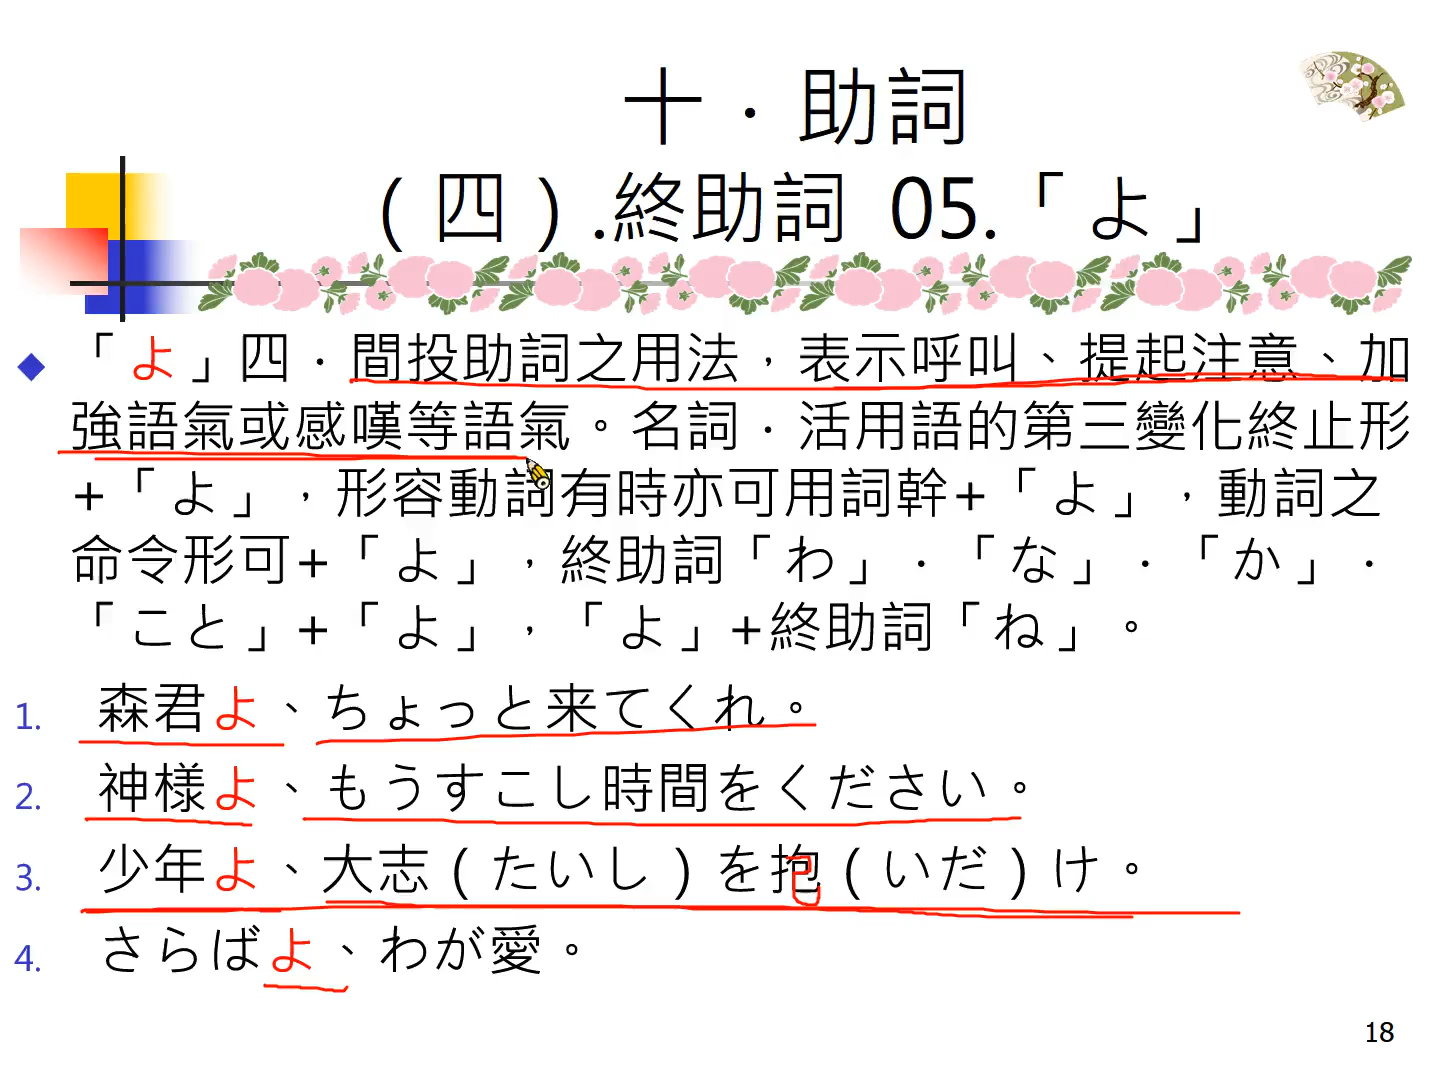 十．助詞
（四）.終助詞 05.「よ」
「よ」四．間投助詞之用法，表示呼叫、提起注意、加
強語氣或感嘆等語氣。名詞．活用語的第三變化終止形
+「よ」，形容動詞有時亦可用詞幹+「よ」，動詞之
命令形可+「よ」，終助詞「わ」．「な」．「か」．
「こと」+「よ」，「よ」+終助詞「ね」。
1. 森君よ、ちょっと来てくれ。
2. 神様よ、もうすこし時間をください。
3. 少年よ、大志（たいし）を抱（いだ）け。
4. さらばよ、わが愛。
18